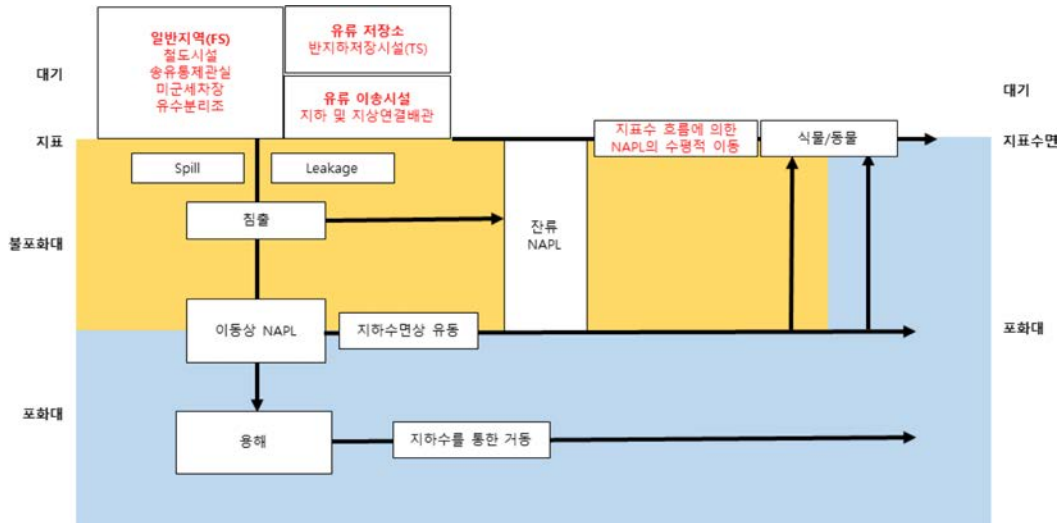 일반지역(FS)
철도시설
송유통제관실
미군세차장
유수분리조
유류 저장소
반지하저장시설(TS)
유류 이송시설
지하 및 지상연결배관
대기
대기
지표
지표수 흐름에 의한
NAPL의 수평적 이동
식물/동물
지표수면
Spill
Leakage
침출
잔류
NAPL
불포화대
이동상 NAPL
지하수면상 유동
포화대
포화대
용해
지하수를 통한 거동